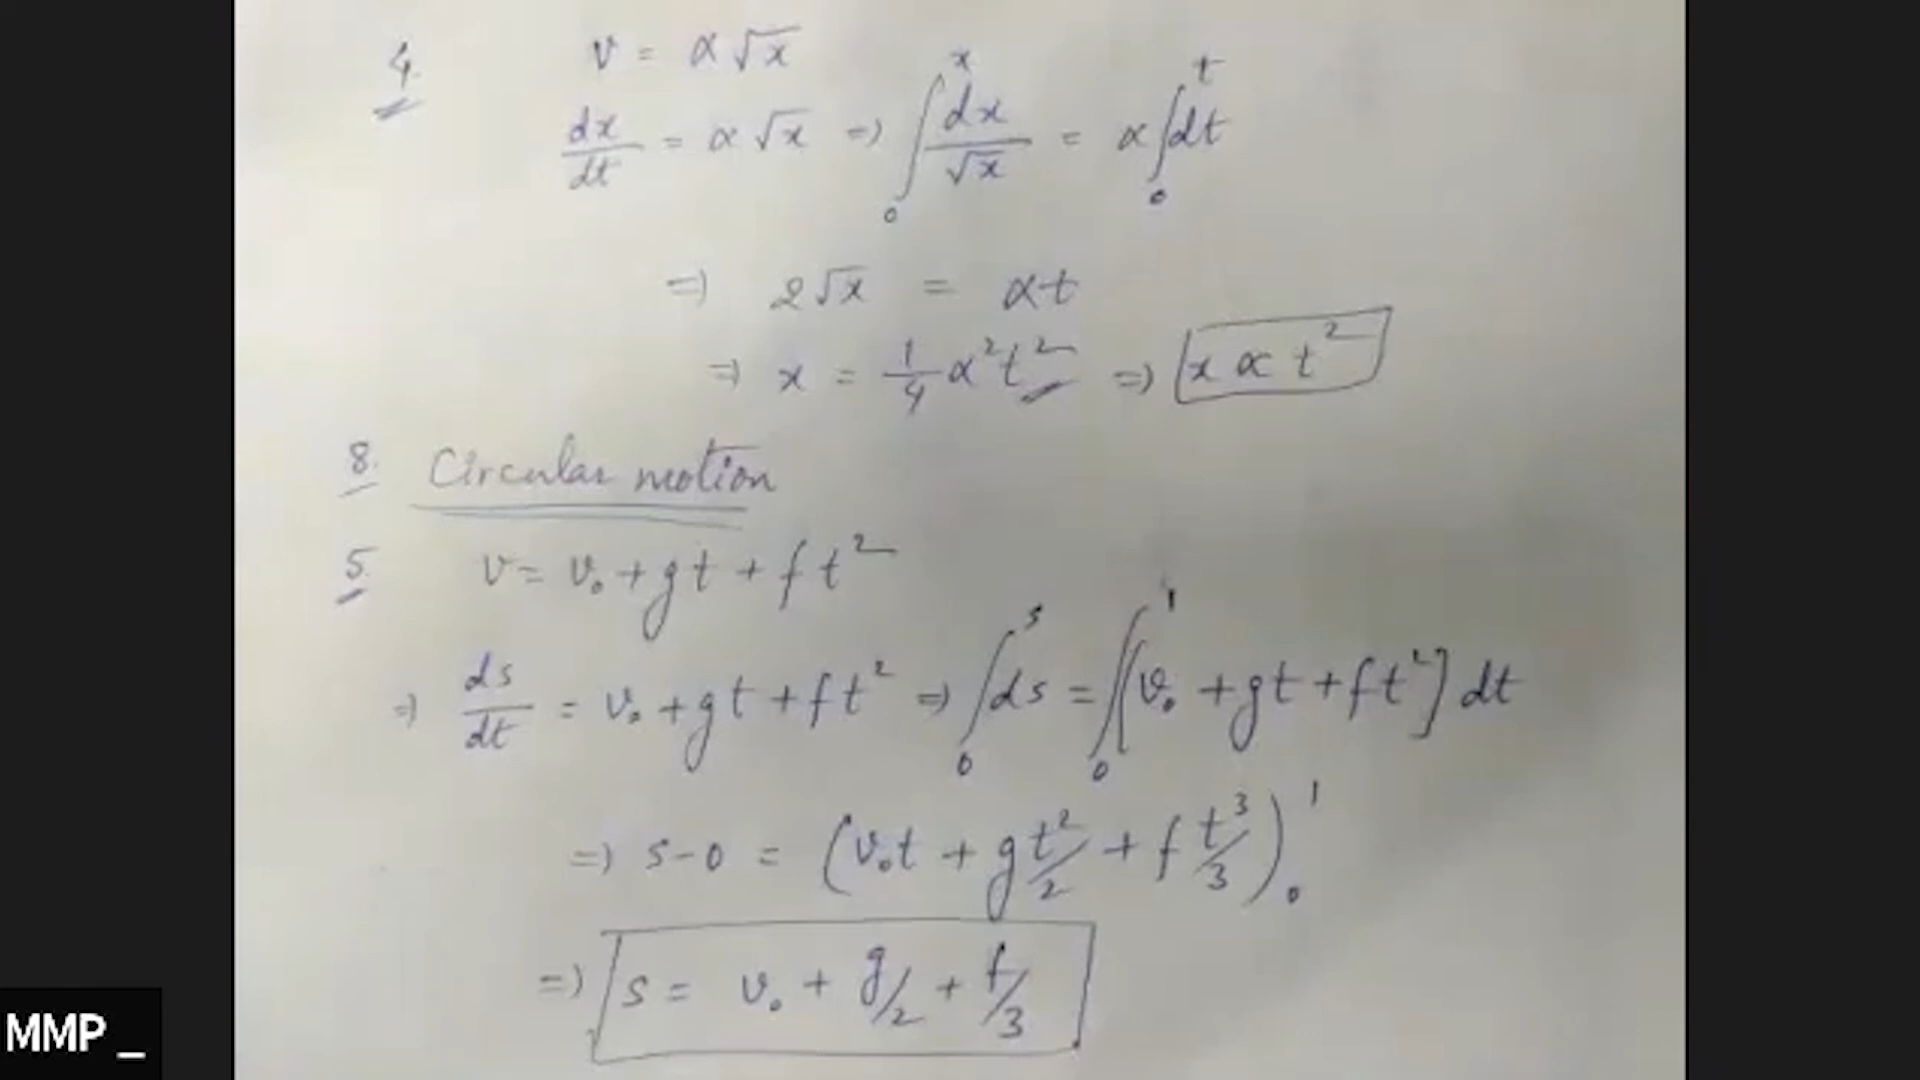 4. v = α √x
dx/dt = α √x ⇒ ∫₀ˣ dx/√x = α ∫₀ᵗ dt
⇒ 2√x = αt
⇒ x = 1/4 α²t² ⇒ x ∝ t²
8. Circular motion
5. v = v₀ + gt + ft²
⇒ ds/dt = v₀ + gt + ft² ⇒ ∫₀ˢ ds = ∫₀¹ [v₀ + gt + ft²] dt
⇒ s-0 = (v₀t + g t²/2 + f t³/3)₀¹
⇒ s = v₀ + g/2 + f/3
MMP _